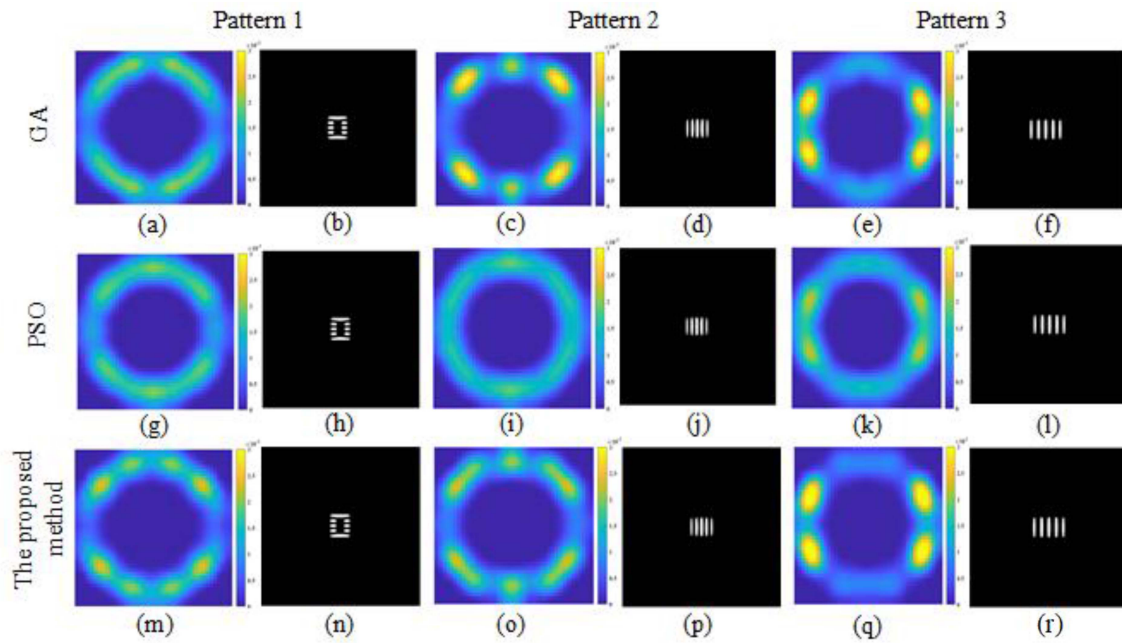 Pattern 1 Pattern 2 Pattern 3
GA
(a) (b) (c) (d) (e) (f)
PSO
(g) (h) (i) (j) (k) (l)
The proposed
method
(m) (n) (o) (p) (q) (r)